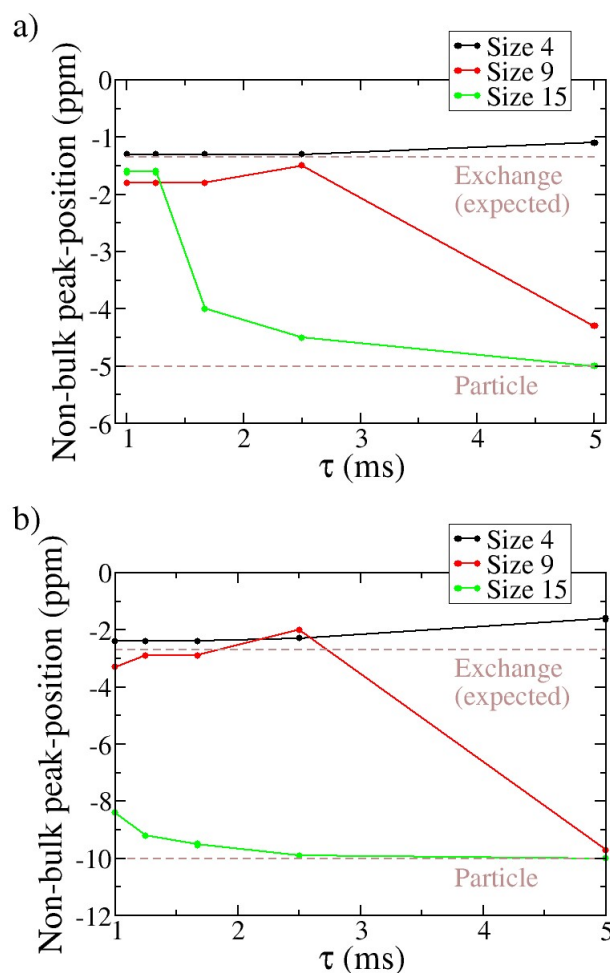 a)
Size 4
Size 9
Size 15
Non-bulk peak-position (ppm)
0
-1
-2
-3
-4
-5
-6
Exchange
(expected)
Particle
1
2
3
4
5
τ (ms)
b)
Size 4
Size 9
Size 15
Non-bulk peak-position (ppm)
0
-2
-4
-6
-8
-10
-12
Exchange
(expected)
Particle
1
2
3
4
5
τ (ms)